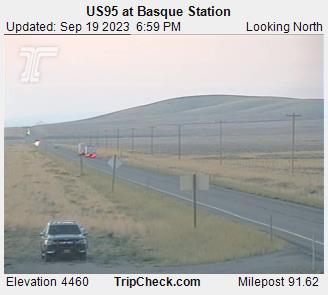 US95 at Basque Station
Updated: Sep 19 2023 6:59 PM Looking North
Elevation 4460 TripCheck.com Milepost 91.62